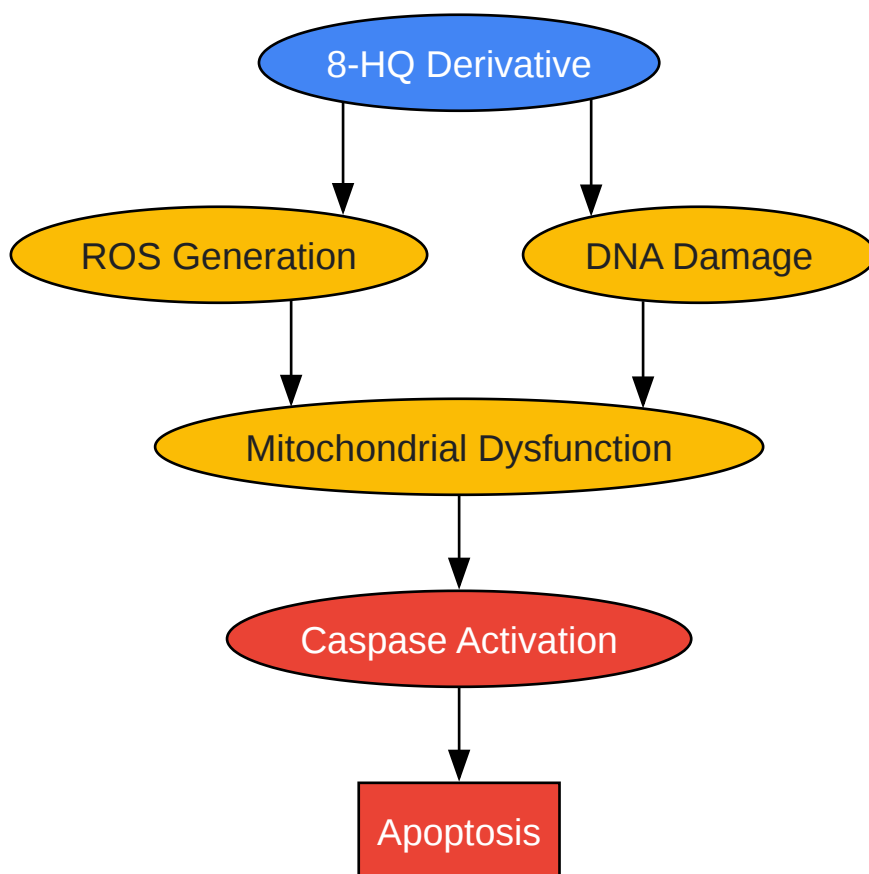 8-HQ Derivative
ROS Generation
DNA Damage
Mitochondrial Dysfunction
Caspase Activation
Apoptosis